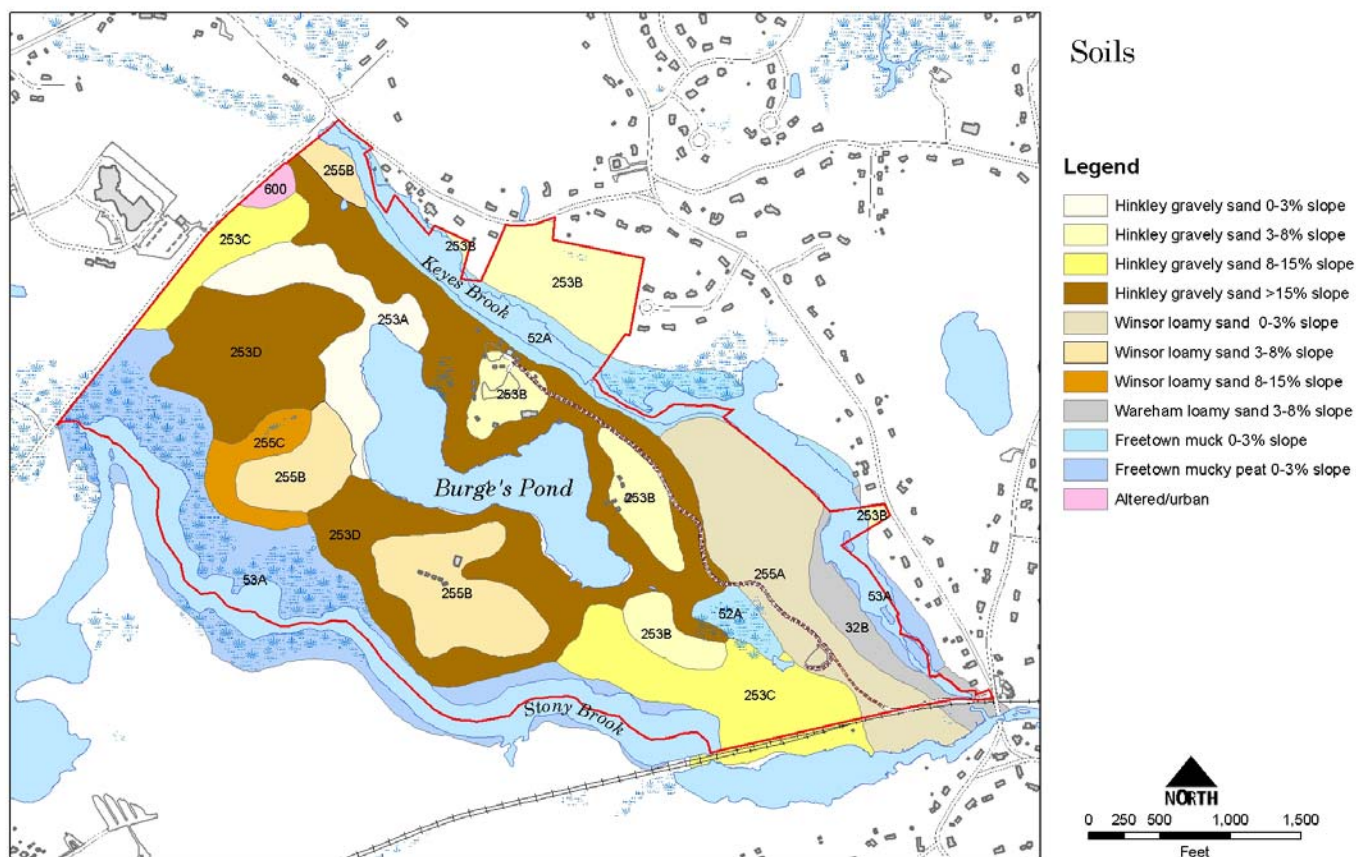 Soils
Legend
Hinkley gravely sand 0-3% slope
Hinkley gravely sand 3-8% slope
Hinkley gravely sand 8-15% slope
Hinkley gravely sand >15% slope
Winsor loamy sand 0-3% slope
Winsor loamy sand 3-8% slope
Winsor loamy sand 8-15% slope
Wareham loamy sand 3-8% slope
Freetown muck 0-3% slope
Freetown mucky peat 0-3% slope
Altered/urban
255B
600
253C
253B
253B
Keyes Brook
253A
52A
253D
253B
255C
255B
Burge's Pond
253B
253B
253D
53A
255A
255B
53A
52A
32B
253B
253C
Stony Brook
NORTH
0 250 500 1,000 1,500
Feet